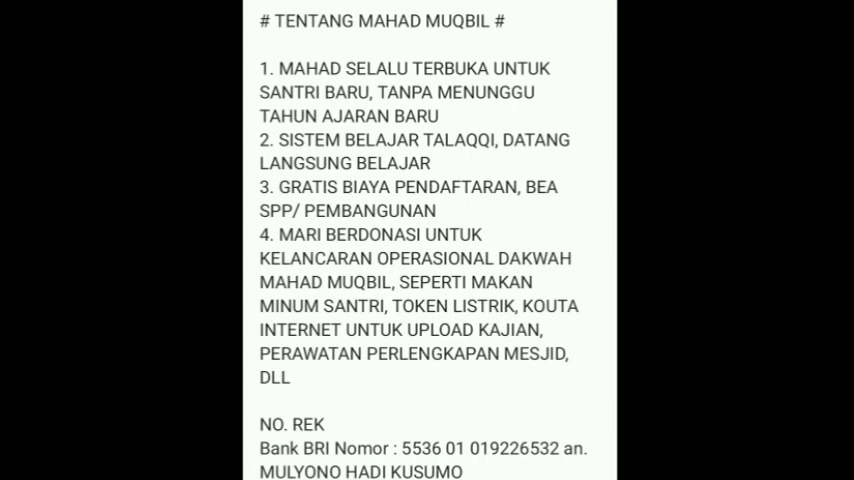 # TENTANG MAHAD MUQBIL #
1. MAHAD SELALU TERBUKA UNTUK
SANTRI BARU, TANPA MENUNGGU
TAHUN AJARAN BARU
2. SISTEM BELAJAR TALAQQI, DATANG
LANGSUNG BELAJAR
3. GRATIS BIAYA PENDAFTARAN, BEA
SPP/ PEMBANGUNAN
4. MARI BERDONASI UNTUK
KELANCARAN OPERASIONAL DAKWAH
MAHAD MUQBIL, SEPERTI MAKAN
MINUM SANTRI, TOKEN LISTRIK, KOUTA
INTERNET UNTUK UPLOAD KAJIAN,
PERAWATAN PERLENGKAPAN MESJID,
DLL
NO. REK
Bank BRI Nomor : 5536 01 019226532 an.
MULYONO HADI KUSUMO